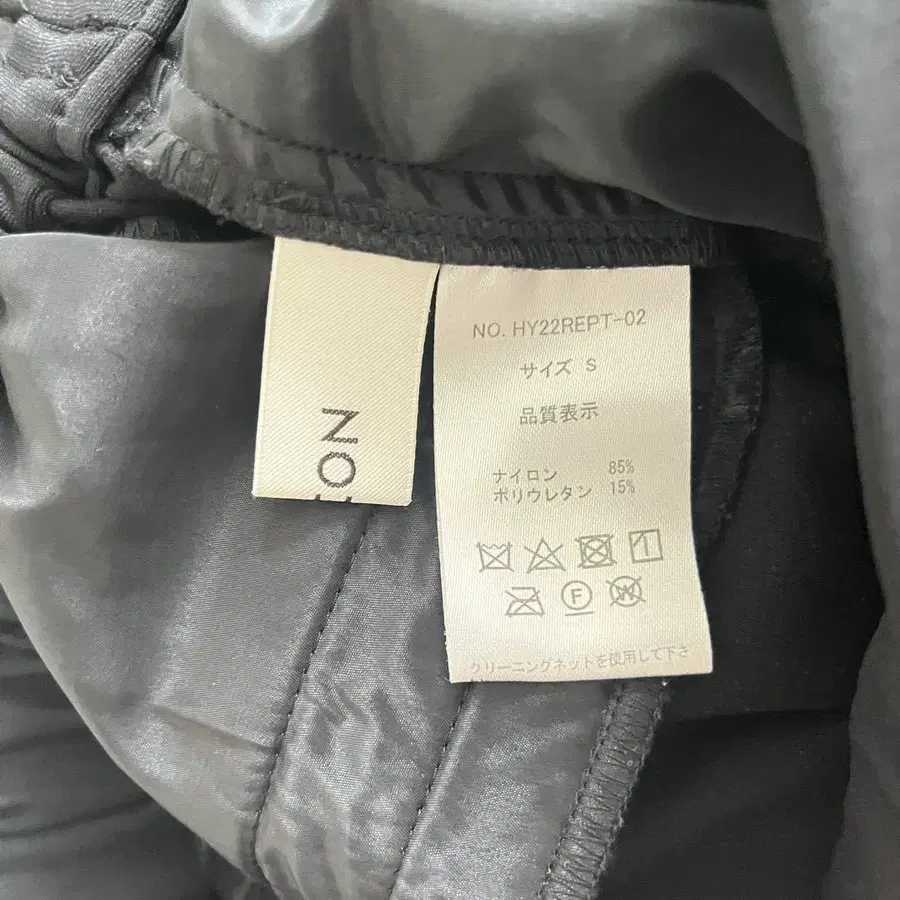 NO. HY22REPT-02
サイズ S
品質表示
ナイロン 85%
ポリウレタン 15%
F
W
クリーニングネットを使用して下さ
ON